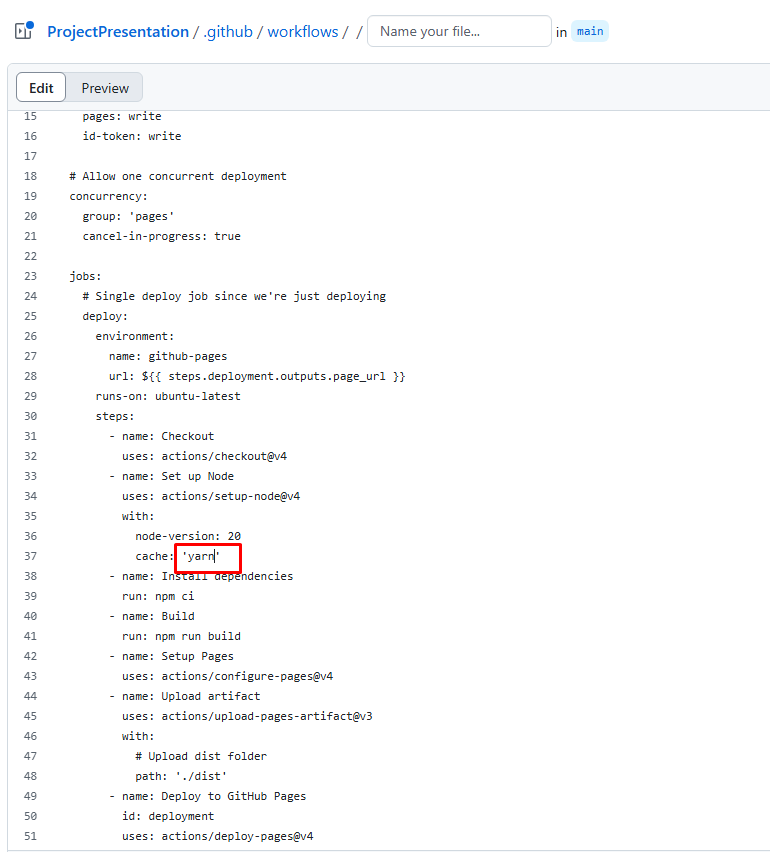 ProjectPresentation / .github / workflows / / Name your file... in main
Edit Preview
15 pages: write
16 id-token: write
17
18 # Allow one concurrent deployment
19 concurrency:
20 group: 'pages'
21 cancel-in-progress: true
22
23 jobs:
24 # Single deploy job since we're just deploying
25 deploy:
26 environment:
27 name: github-pages
28 url: ${{ steps.deployment.outputs.page_url }}
29 runs-on: ubuntu-latest
30 steps:
31 - name: Checkout
32 uses: actions/checkout@v4
33 - name: Set up Node
34 uses: actions/setup-node@v4
35 with:
36 node-version: 20
37 cache: 'yarn'
38 - name: Install dependencies
39 run: npm ci
40 - name: Build
41 run: npm run build
42 - name: Setup Pages
43 uses: actions/configure-pages@v4
44 - name: Upload artifact
45 uses: actions/upload-pages-artifact@v3
46 with:
47 # Upload dist folder
48 path: './dist'
49 - name: Deploy to GitHub Pages
50 id: deployment
51 uses: actions/deploy-pages@v4